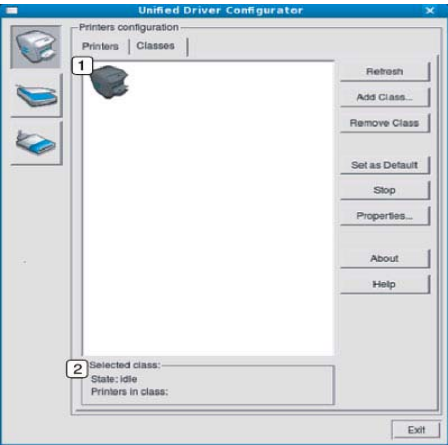 Unified Driver Configurator
Printers configuration
Printers
Classes
1
Refresh
Add Class...
Remove Class
Set as Default
Stop
Properties...
About
Help
2
Selected class:
State: idle
Printers in class:
Exit